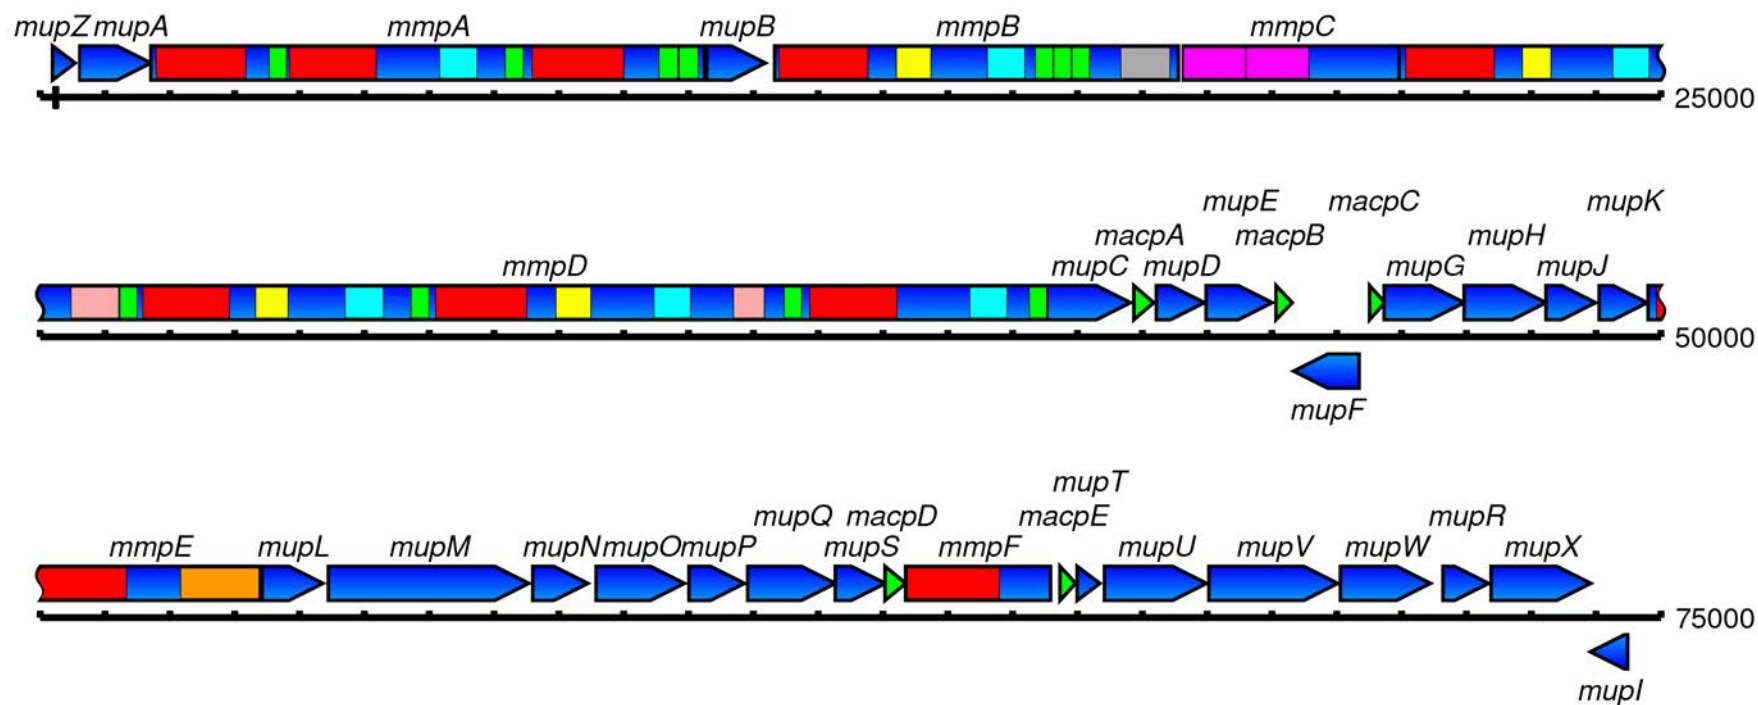 mupZ mupA mmpA mupB mmpB mmpC
25000
mupE macpC mupK
macpA macpB mupH
mmpD mupC mupD mupG mupJ
50000
mupF
mupT
mupQ macpD macpE mupR
mmpE mupL mupM mupN mupO mupP mupS mmpF mupU mupV mupW mupX
75000
mupI